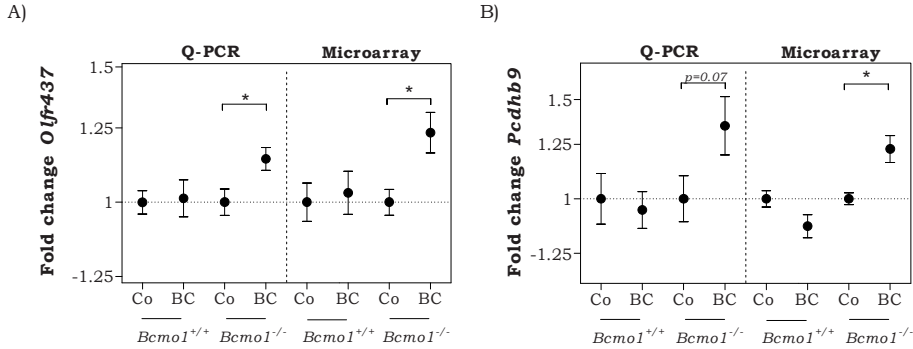 A)
Q-PCR Microarray
Fold change Olfr437
1.5
1.25
1
-1.25
*
*
Co BC Co BC Co BC Co BC
Bcmo1+/+ Bcmo1-/- Bcmo1+/+ Bcmo1-/-
B)
Q-PCR Microarray
Fold change Pcdhb9
1.5
1.25
1
-1.25
p=0.07
*
Co BC Co BC Co BC Co BC
Bcmo1+/+ Bcmo1-/- Bcmo1+/+ Bcmo1-/-